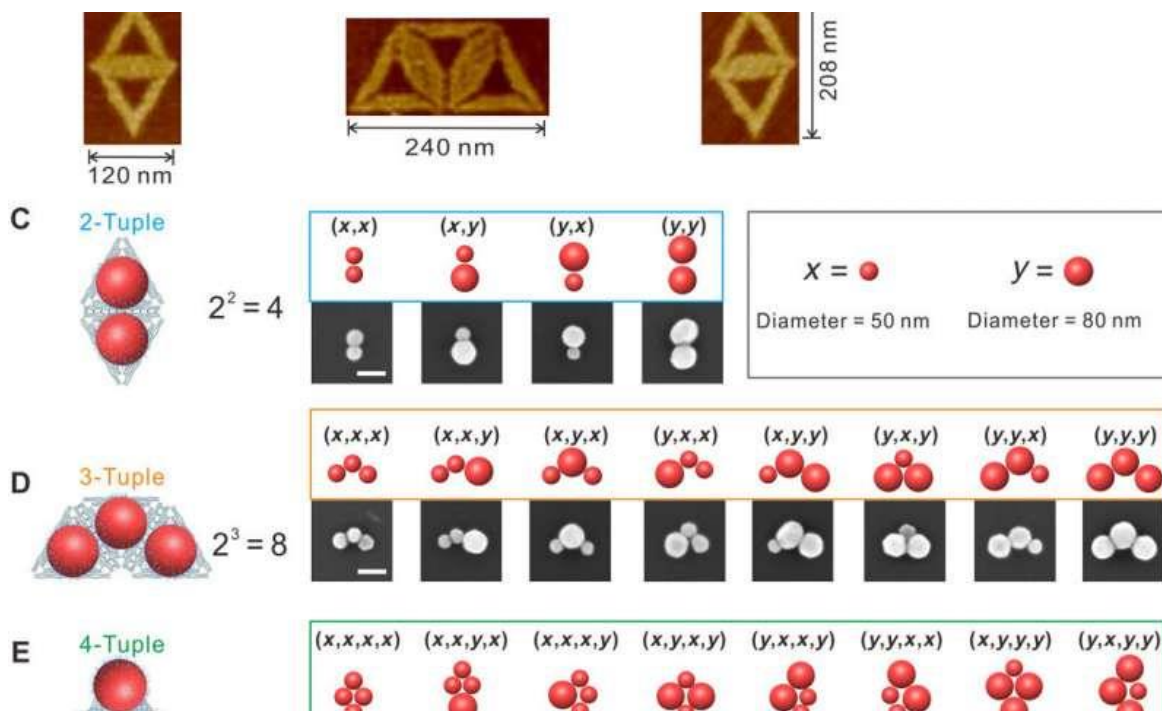 208 nm
120 nm
240 nm
C
2-Tuple
2² = 4
(x,x) (x,y) (y,x) (y,y)
x = y =
Diameter = 50 nm Diameter = 80 nm
D
3-Tuple
2³ = 8
(x,x,x) (x,x,y) (x,y,x) (y,x,x) (x,y,y) (y,x,y) (y,y,x) (y,y,y)
E
4-Tuple
(x,x,x,x) (x,x,y,x) (x,x,x,y) (x,y,x,y) (y,x,x,y) (y,y,x,x) (x,y,y,y) (y,x,y,y)